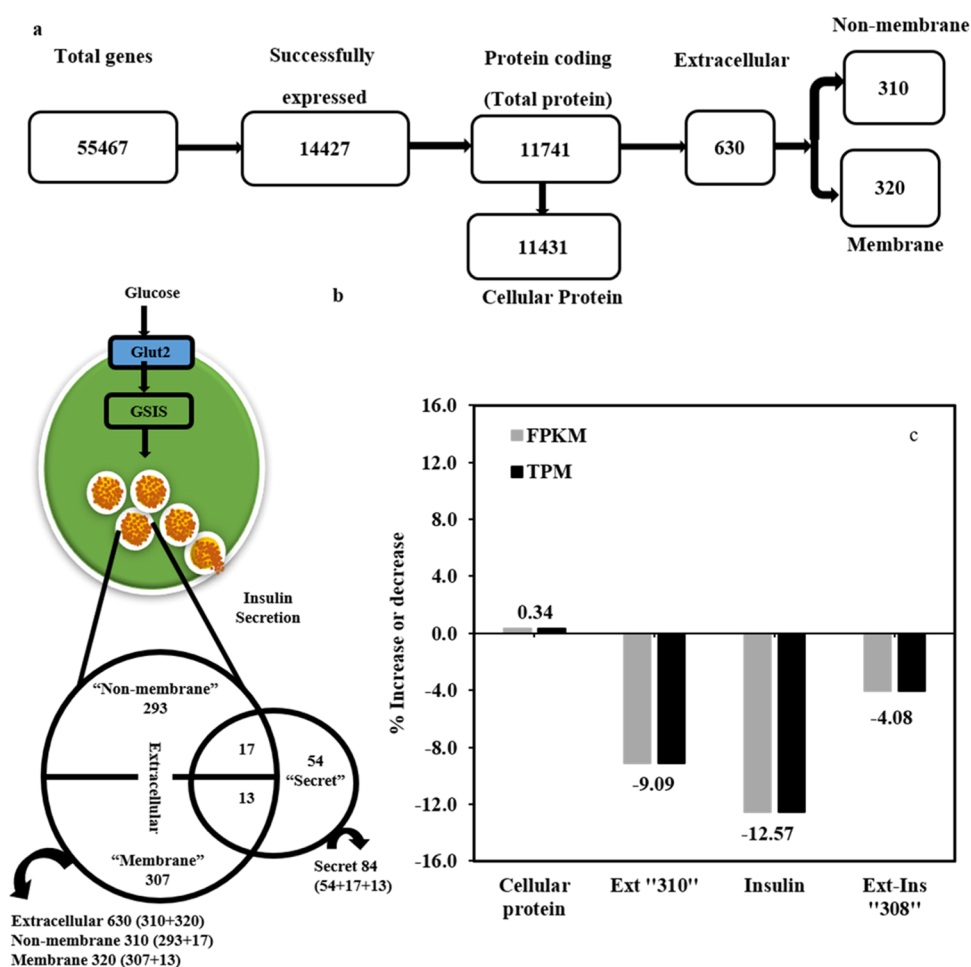 a
Total genes
Successfully
expressed
Protein coding
(Total protein)
Extracellular
Non-membrane
55467
14427
11741
630
310
320
Membrane
11431
Cellular Protein
b
Glucose
Glut2
GSIS
Insulin
Secretion
“Non-membrane”
293
Extracellular
17
13
54
“Secret”
“Membrane”
307
Secret 84
(54+17+13)
Extracellular 630 (310+320)
Non-membrane 310 (293+17)
Membrane 320 (307+13)
c
% Increase or decrease
16.0
12.0
8.0
4.0
0.0
-4.0
-8.0
-12.0
-16.0
FPKM
TPM
0.34
-9.09
-12.57
-4.08
Cellular
protein
Ext "310"
Insulin
Ext-Ins
"308"